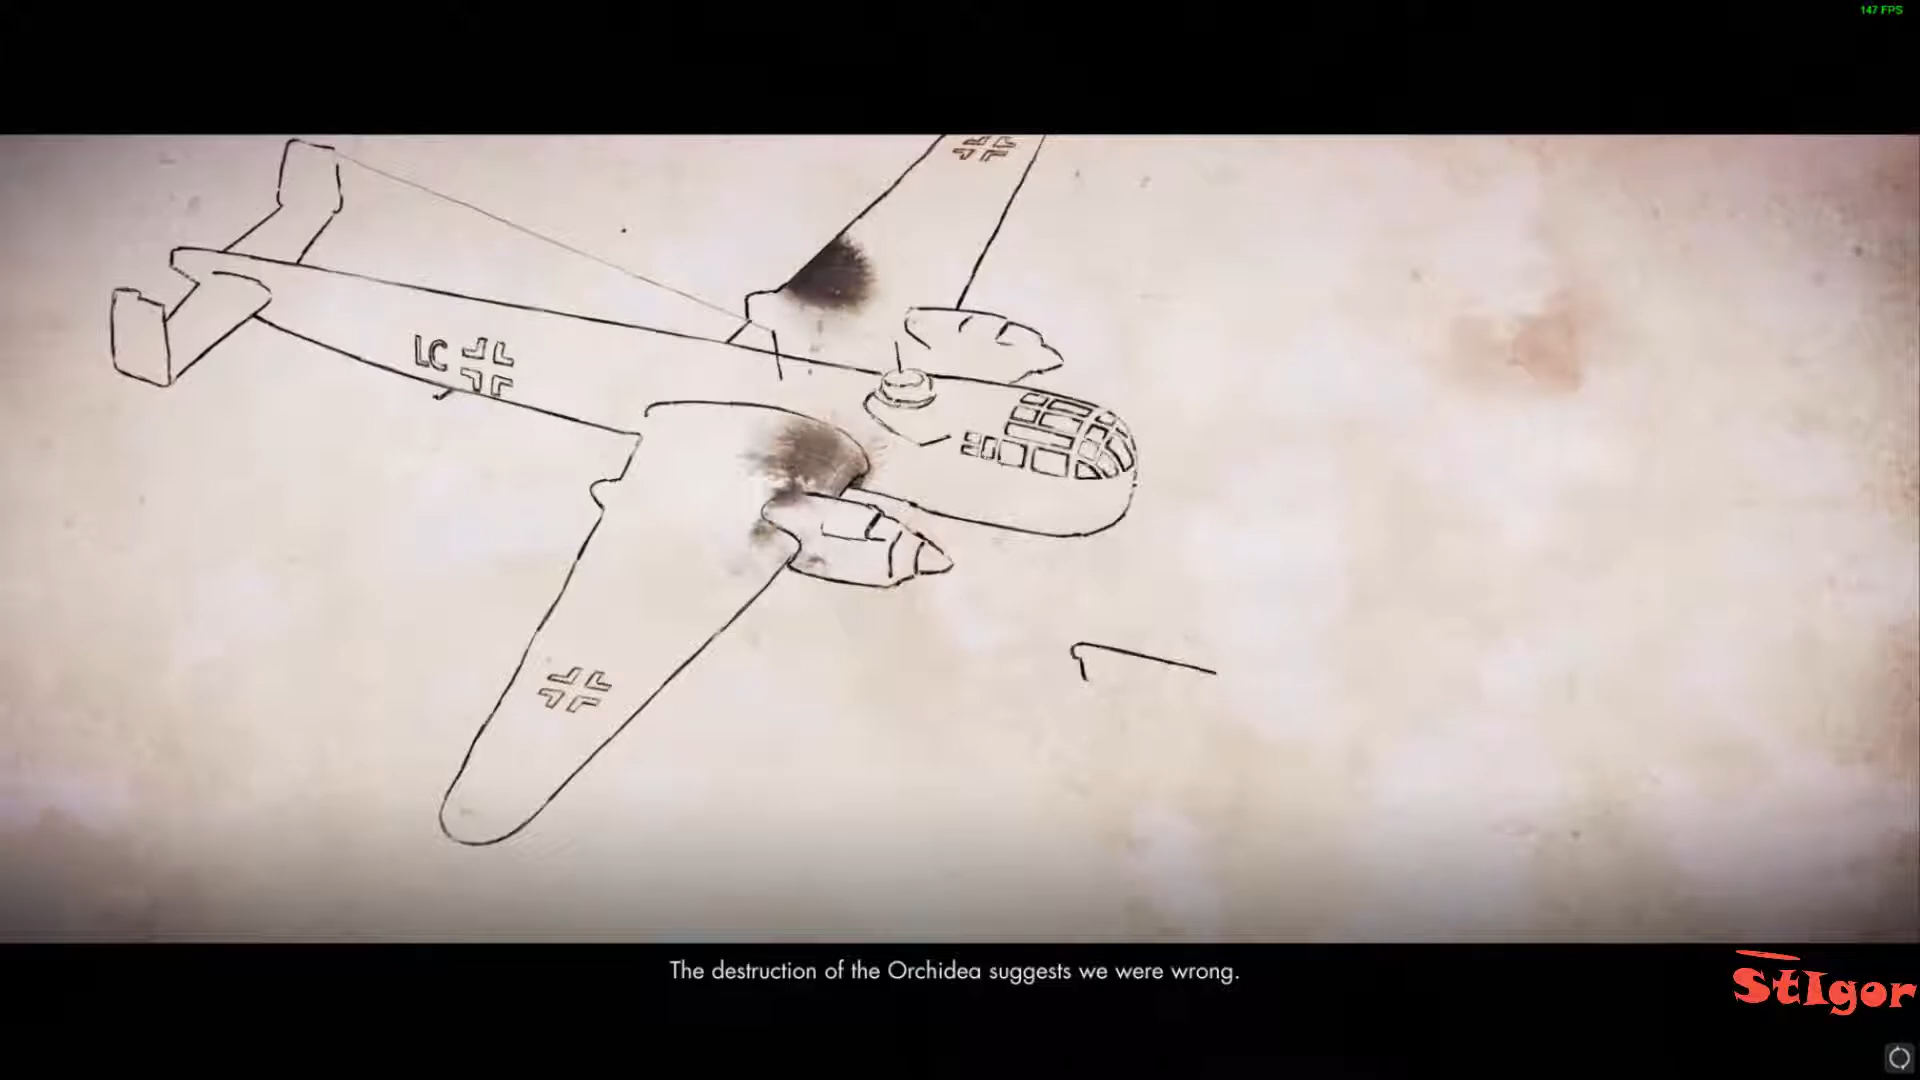 147 FPS
LC
The destruction of the Orchidea suggests we were wrong.
StIgor